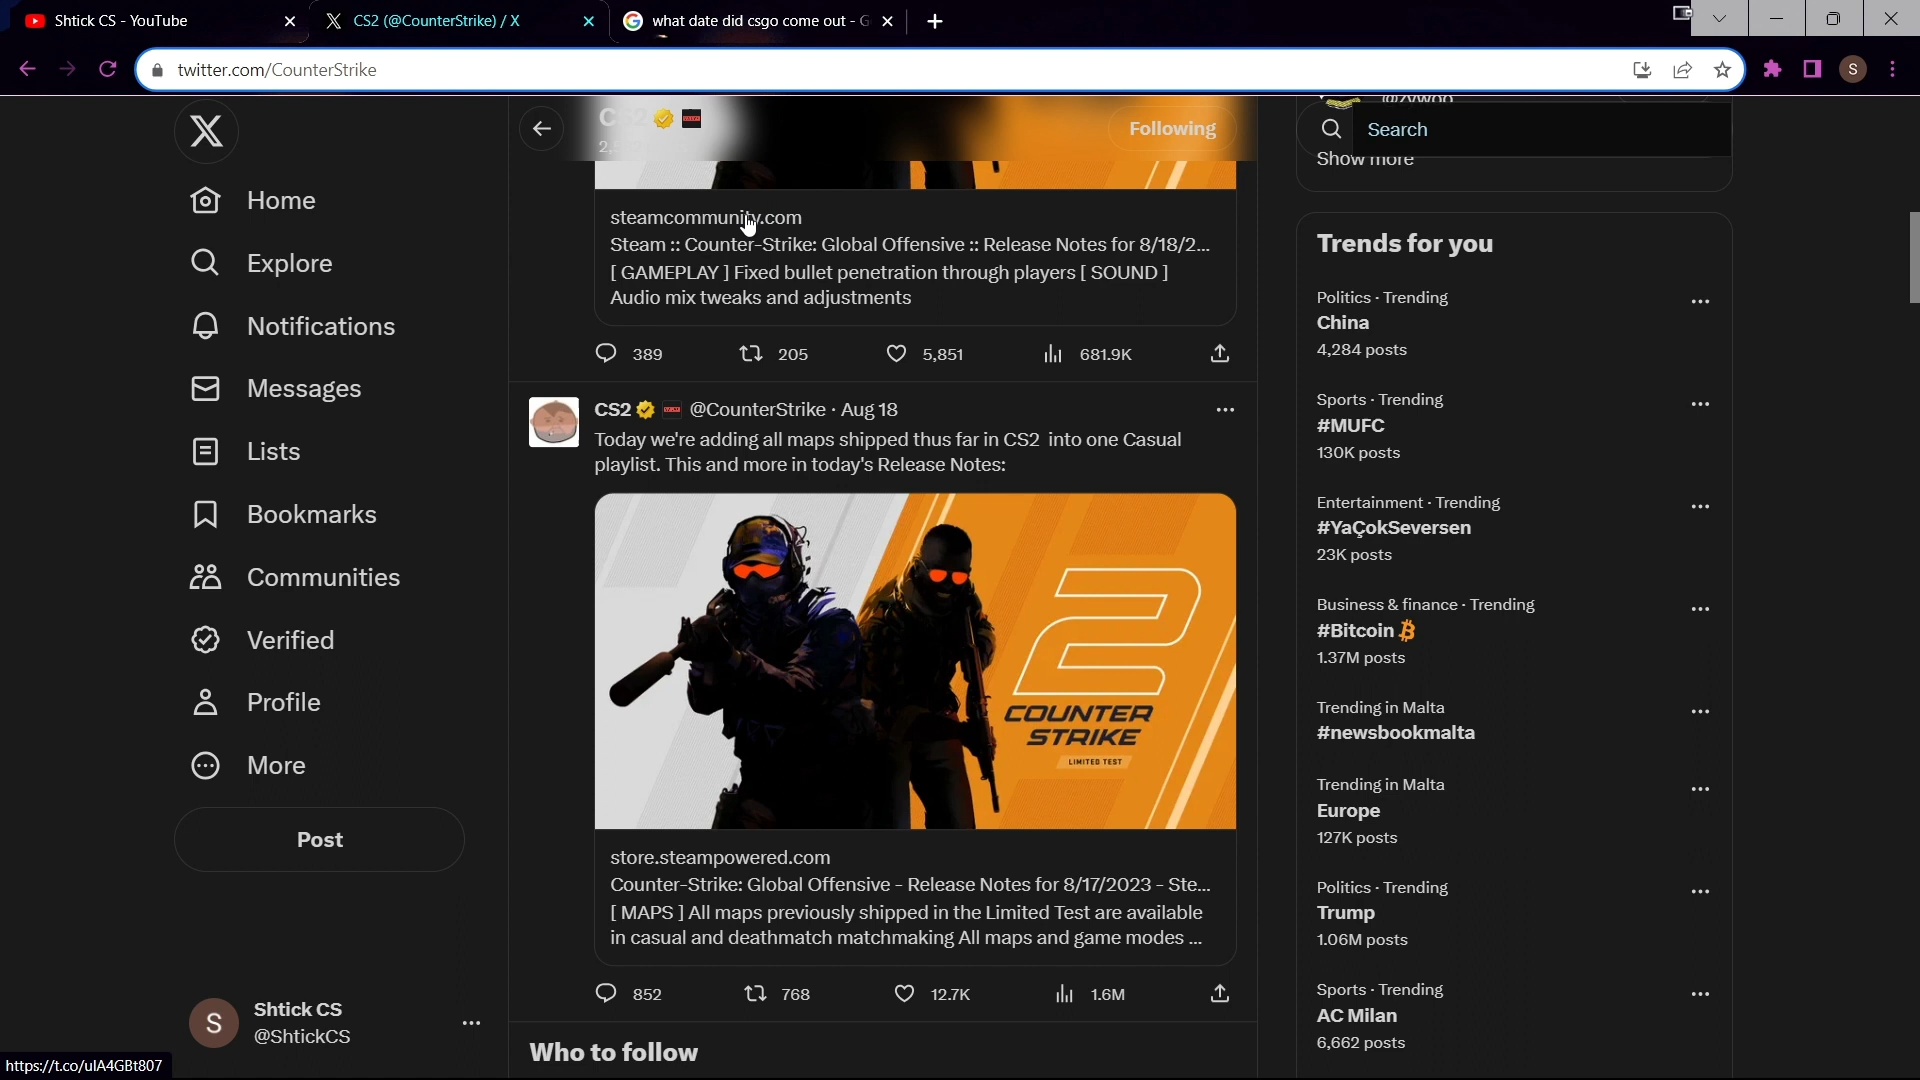 Shtick CS - YouTube
CS2 (@CounterStrike) / X
what date did csgo come out - G
twitter.com/CounterStrike
S
CS2
Following
Search
Show more
Home
Explore
Notifications
Messages
Lists
Bookmarks
Communities
Verified
Profile
More
Post
Shtick CS
@ShtickCS
S
https://t.co/uIA4GBt807
steamcommunity.com
Steam :: Counter-Strike: Global Offensive :: Release Notes for 8/18/2...
[ GAMEPLAY ] Fixed bullet penetration through players [ SOUND ]
Audio mix tweaks and adjustments
389 205 5,851 681.9K
CS2 @CounterStrike · Aug 18
Today we're adding all maps shipped thus far in CS2 into one Casual
playlist. This and more in today's Release Notes:
2
COUNTER
STRIKE
LIMITED TEST
store.steampowered.com
Counter-Strike: Global Offensive - Release Notes for 8/17/2023 - Ste...
[ MAPS ] All maps previously shipped in the Limited Test are available
in casual and deathmatch matchmaking All maps and game modes ...
852 768 12.7K 1.6M
Who to follow
Trends for you
Politics · Trending
China
4,284 posts
Sports · Trending
#MUFC
130K posts
Entertainment · Trending
#YaÇokSeversen
23K posts
Business & finance · Trending
#Bitcoin
1.37M posts
Trending in Malta
#newsbookmalta
Trending in Malta
Europe
127K posts
Politics · Trending
Trump
1.06M posts
Sports · Trending
AC Milan
6,662 posts